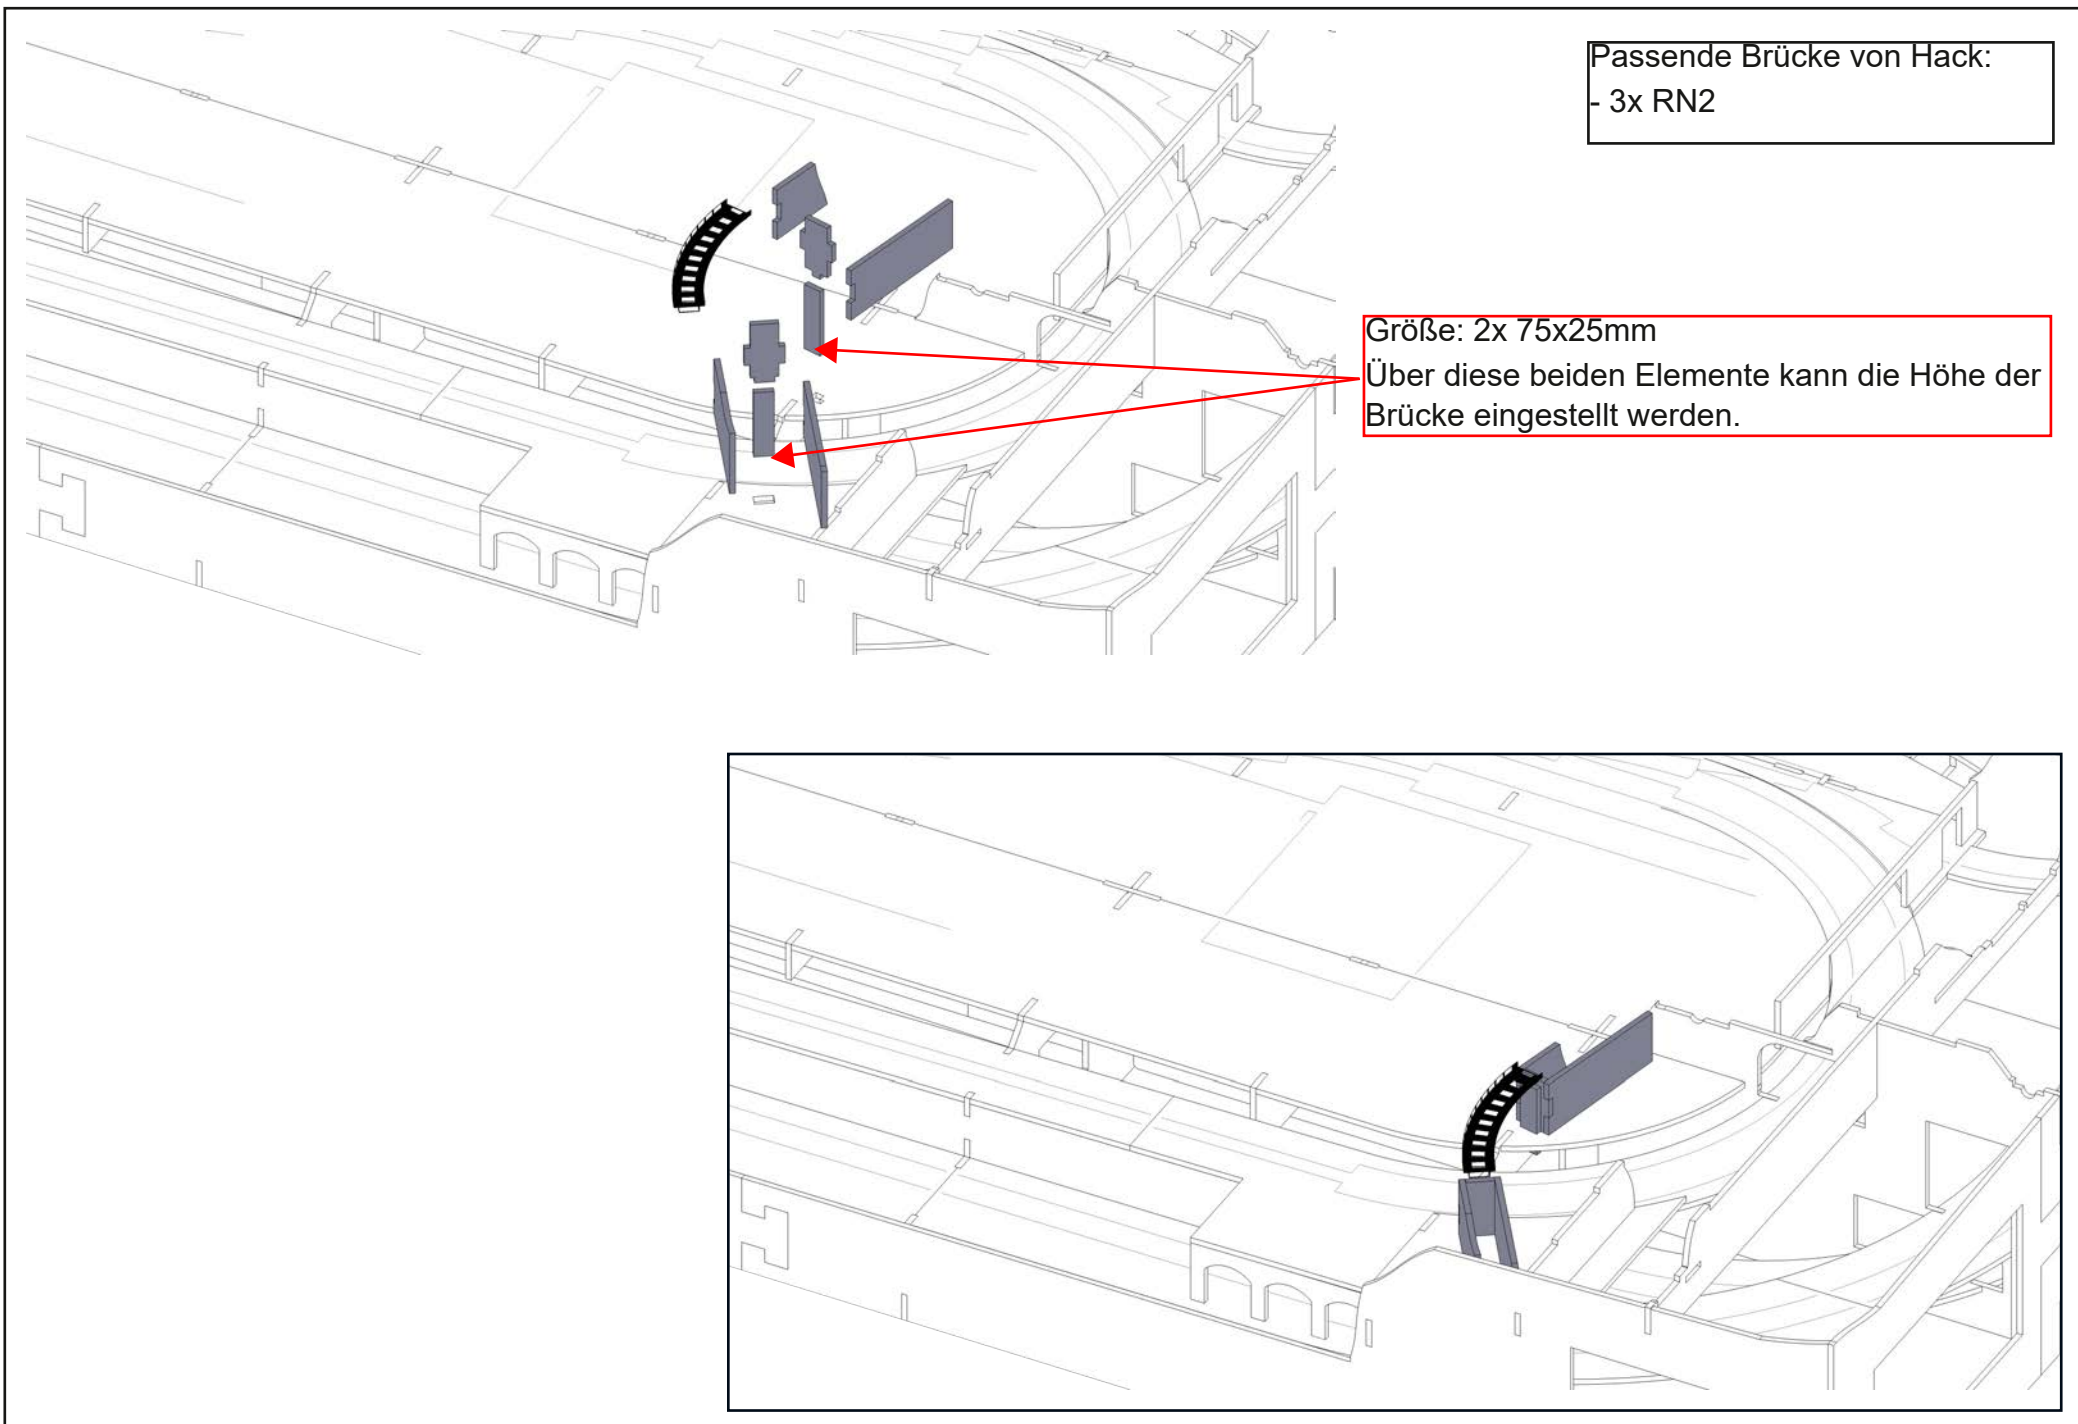 Passende Brücke von Hack:
- 3x RN2
Größe: 2x 75x25mm
Über diese beiden Elemente kann die Höhe der
Brücke eingestellt werden.